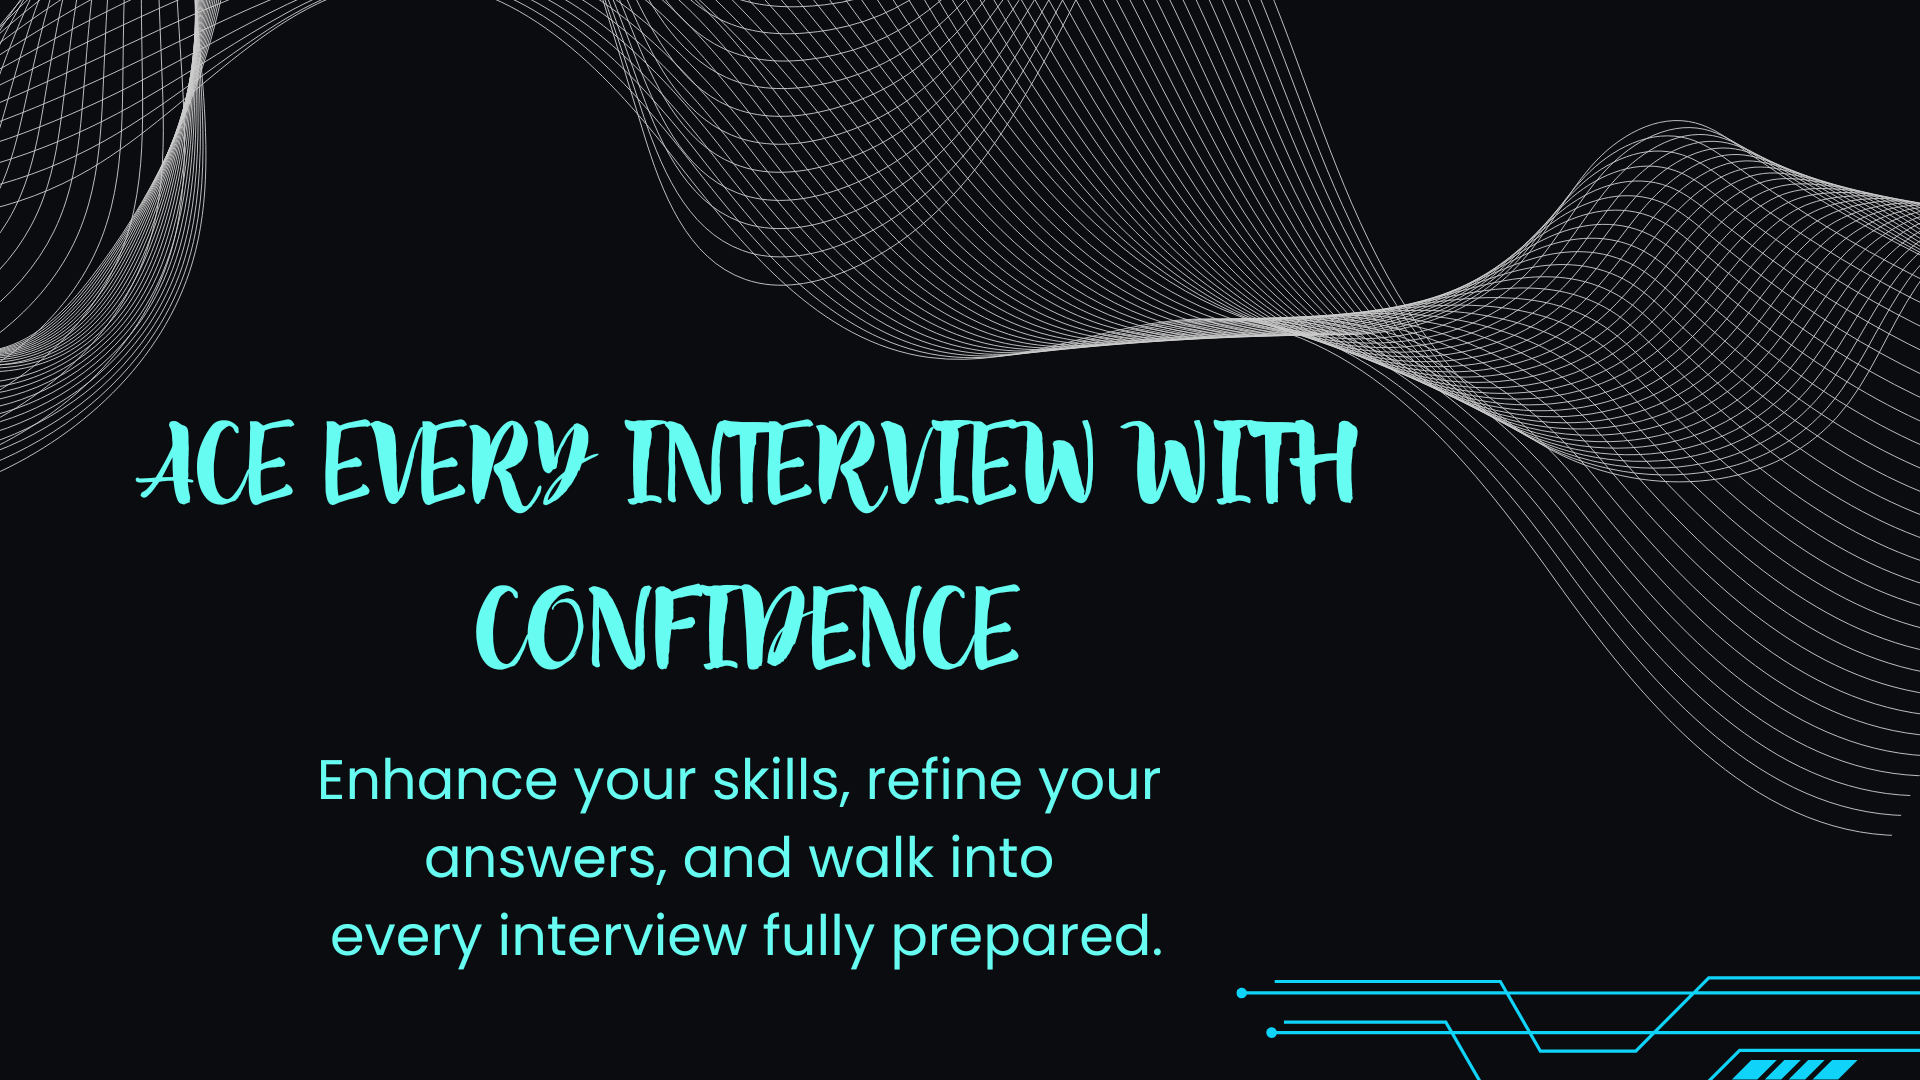 ACE EVERY INTERVIEW WITH
CONFIDENCE
Enhance your skills, refine your
answers, and walk into
every interview fully prepared.